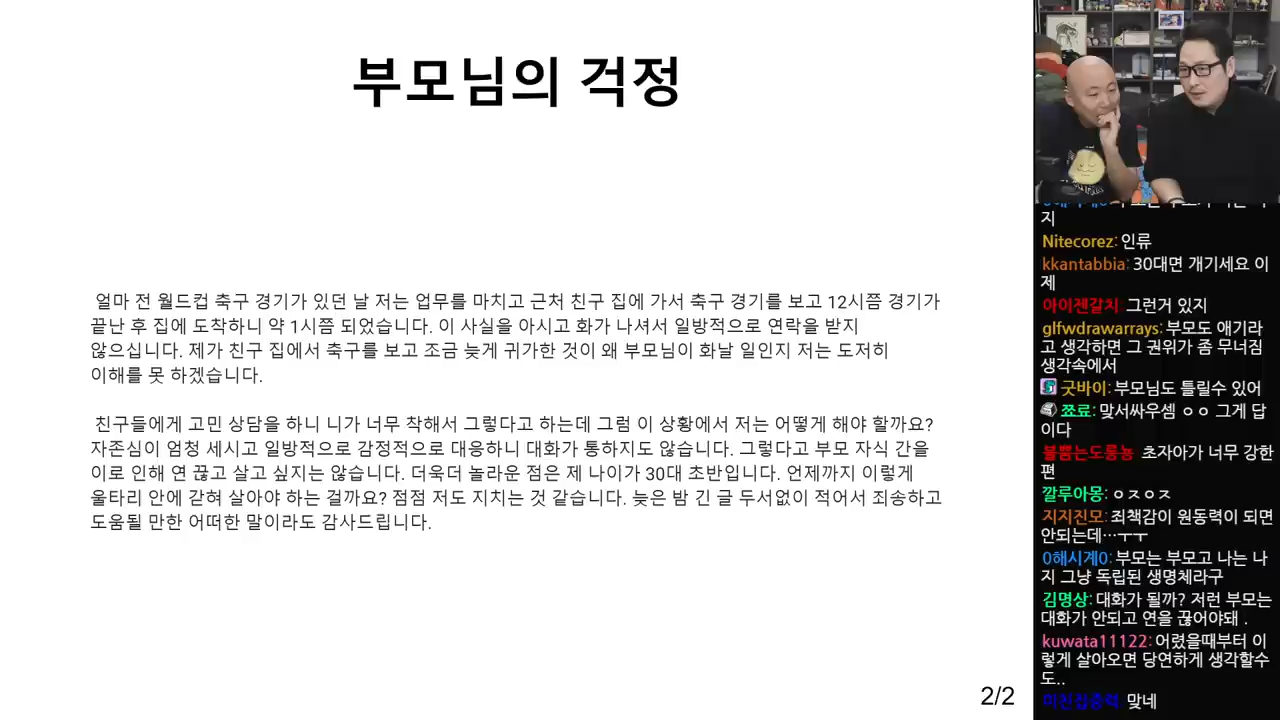 부모님의 걱정
얼마 전 월드컵 축구 경기가 있던 날 저는 업무를 마치고 근처 친구 집에 가서 축구 경기를 보고 12시쯤 경기가
끝난 후 집에 도착하니 약 1시쯤 되었습니다. 이 사실을 아시고 화가 나셔서 일방적으로 연락을 받지
않으십니다. 제가 친구 집에서 축구를 보고 조금 늦게 귀가한 것이 왜 부모님이 화날 일인지 저는 도저히
이해를 못 하겠습니다.
친구들에게 고민 상담을 하니 니가 너무 착해서 그렇다고 하는데 그럼 이 상황에서 저는 어떻게 해야 할까요?
자존심이 엄청 세시고 일방적으로 감정적으로 대응하니 대화가 통하지도 않습니다. 그렇다고 부모 자식 간을
이로 인해 연 끊고 살고 싶지는 않습니다. 더욱더 놀라운 점은 제 나이가 30대 초반입니다. 언제까지 이렇게
울타리 안에 갇혀 살아야 하는 걸까요? 점점 저도 지치는 것 같습니다. 늦은 밤 긴 글 두서없이 적어서 죄송하고
도움될 만한 어떠한 말이라도 감사드립니다.
2/2
지
Nitecorez: 인류
kkantabbia: 30대면 개기세요 이
제
아이젠갈치: 그런거 있지
glfwdrawarrays: 부모도 애기라
고 생각하면 그 권위가 좀 무너짐
생각속에서
굿바이: 부모님도 틀릴수 있어
쬬료: 맞서싸우셈 ㅇㅇ 그게 답
이다
불뿜는도롱뇽: 초자아가 너무 강한
편
깔루아몽: ㅇㅈㅇㅈ
지지진모: 죄책감이 원동력이 되면
안되는데…ㅜㅜ
0해시계0: 부모는 부모고 나는 나
지 그냥 독립된 생명체라구
김명상: 대화가 될까? 저런 부모는
대화가 안되고 연을 끊어야돼 .
kuwata11122: 어렸을때부터 이
렇게 살아오면 당연하게 생각할수
도..
맞네